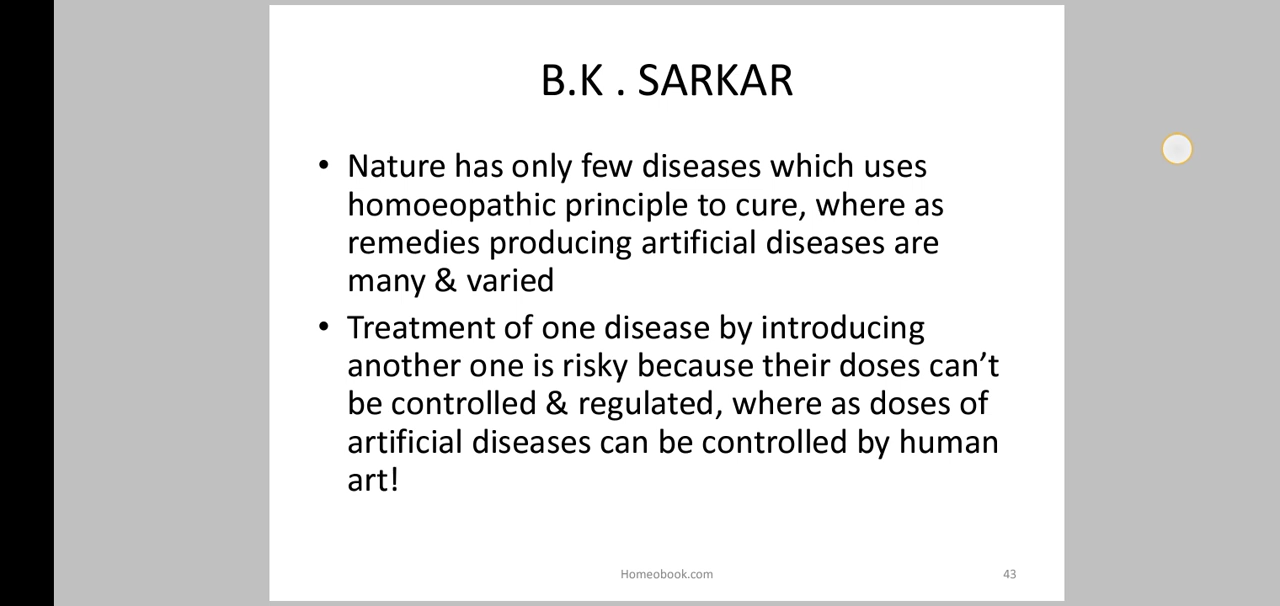 B.K . SARKAR
• Nature has only few diseases which uses
homoeopathic principle to cure, where as
remedies producing artificial diseases are
many & varied
• Treatment of one disease by introducing
another one is risky because their doses can’t
be controlled & regulated, where as doses of
artificial diseases can be controlled by human
art!
Homeobook.com
43